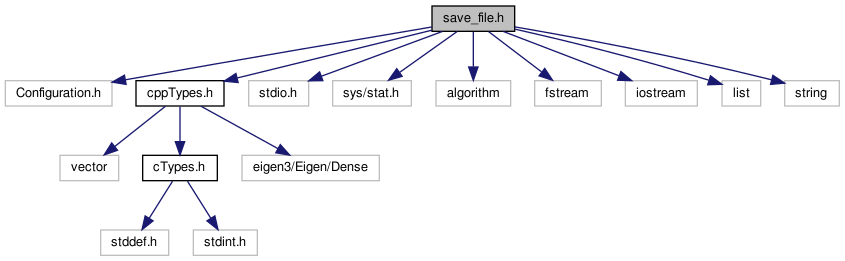 save_file.h
Configuration.h
cppTypes.h
stdio.h
sys/stat.h
algorithm
fstream
iostream
list
string
vector
cTypes.h
eigen3/Eigen/Dense
stddef.h
stdint.h